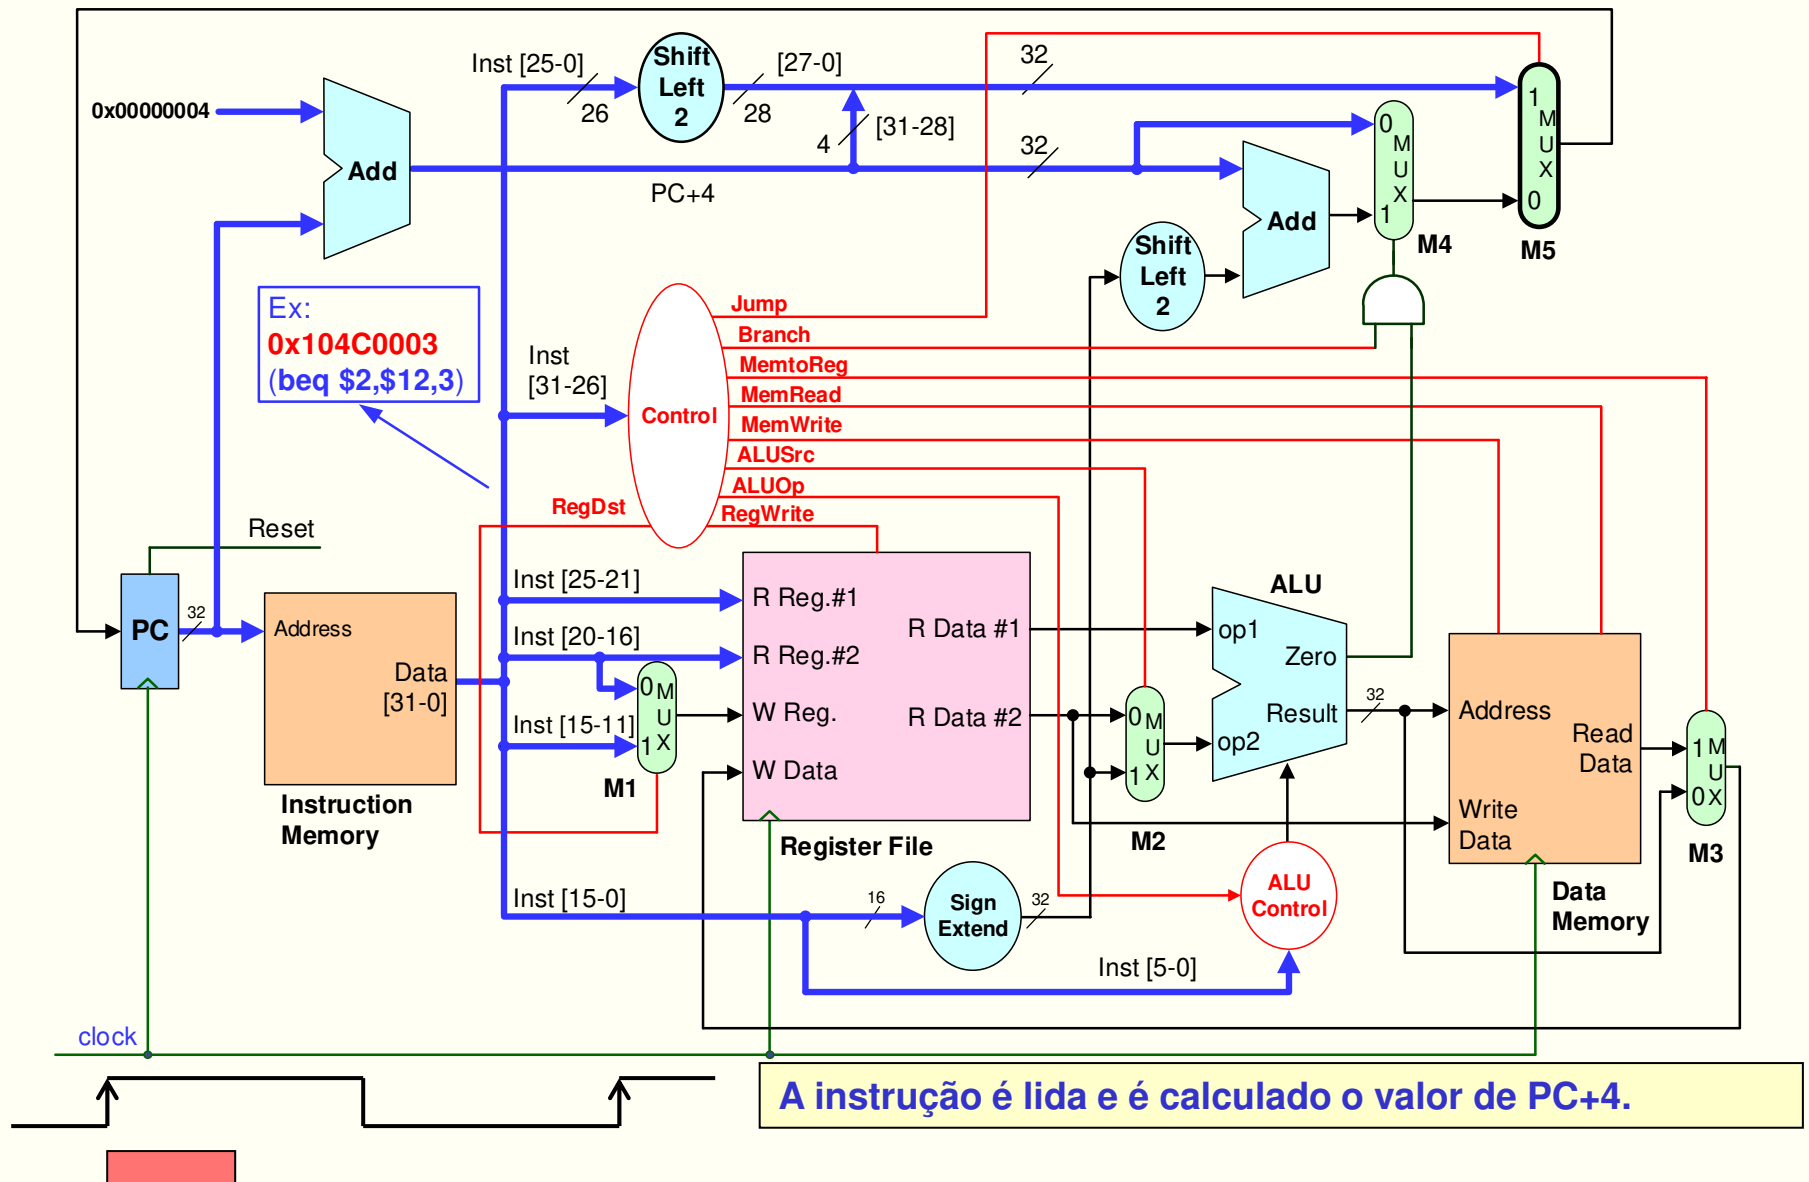 Inst [25-0]
26
Shift
Left
2
[27-0]
28
32
0x00000004
Add
4
[31-28]
PC+4
32
0
M
U
X
1
M4
1
M
U
X
0
M5
Add
Shift
Left
2
Ex:
0x104C0003
(beq $2,$12,3)
Inst
[31-26]
Control
Jump
Branch
MemtoReg
MemRead
MemWrite
ALUSrc
ALUOp
RegWrite
RegDst
Reset
PC
32
Address
Data
[31-0]
Instruction
Memory
Inst [25-21]
Inst [20-16]
Inst [15-11]
0
M
U
X
1
M1
R Reg.#1
R Reg.#2
W Reg.
W Data
R Data #1
R Data #2
Register File
0
M
U
X
1
M2
ALU
op1
op2
Zero
Result
32
Address
Read
Data
Write
Data
Data
Memory
1
M
U
X
0
M3
Inst [15-0]
16
Sign
Extend
32
ALU
Control
Inst [5-0]
clock
A instrução é lida e é calculado o valor de PC+4.